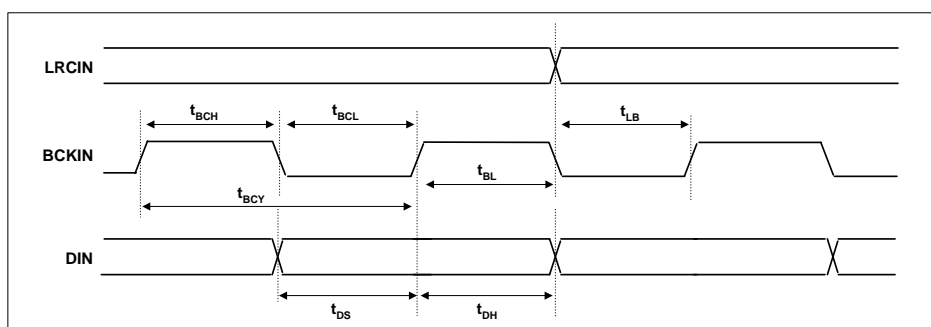 LRCIN
tBCH
tBCL
tLB
BCKIN
tBL
tBCY
DIN
tDS
tDH